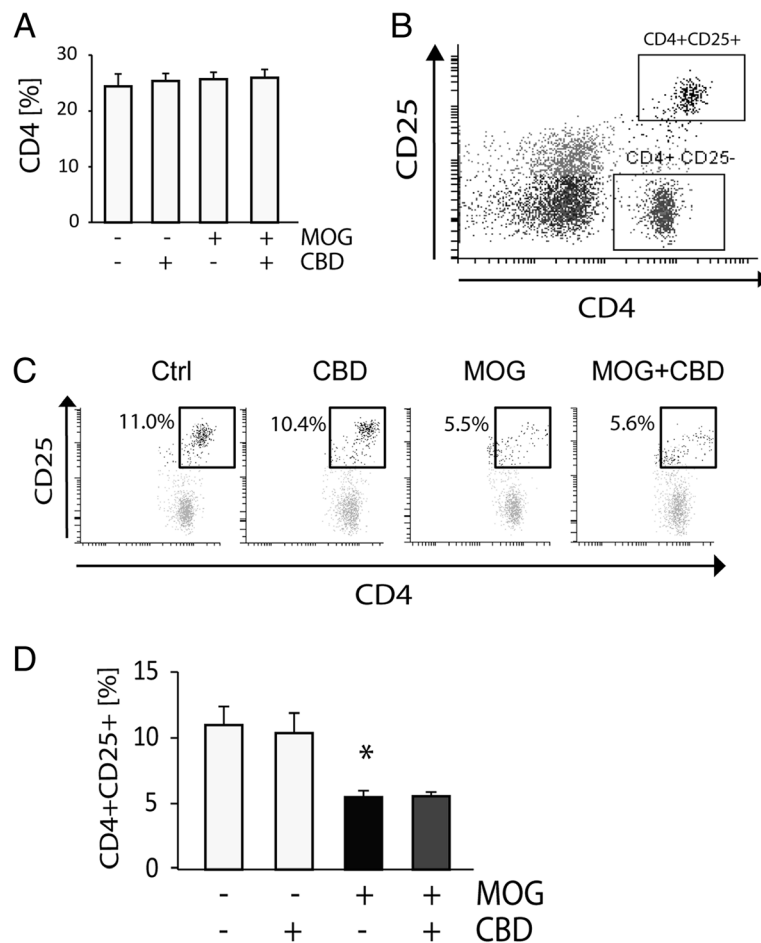 A
CD4 [%]
30
20
10
0
- - + + MOG
- + - + CBD
B
CD25
CD4+CD25+
CD4+ CD25-
CD4
C
Ctrl CBD MOG MOG+CBD
CD25
11.0% 10.4% 5.5% 5.6%
CD4
D
CD4+CD25+ [%]
15
10
5
0
- - + + MOG
- + - + CBD
*